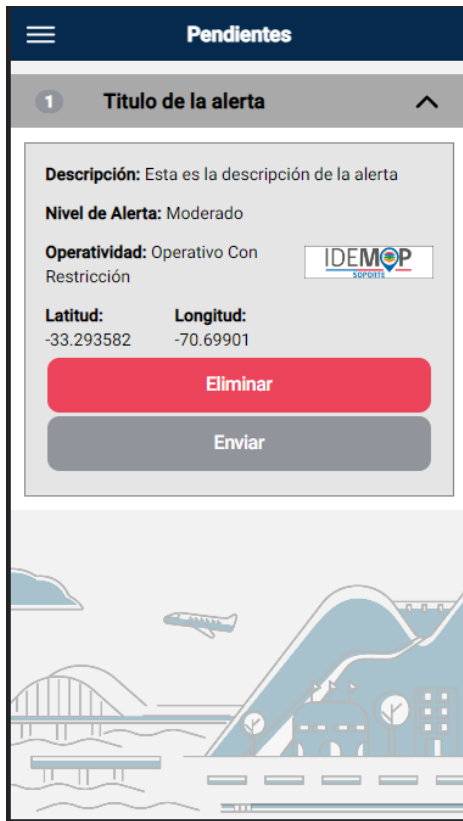 Pendientes
1 Titulo de la alerta
Descripción: Esta es la descripción de la alerta
Nivel de Alerta: Moderado
Operatividad: Operativo Con
Restricción
IDEMOP
SOPORTE
Latitud: Longitud:
-33.293582 -70.69901
Eliminar
Enviar